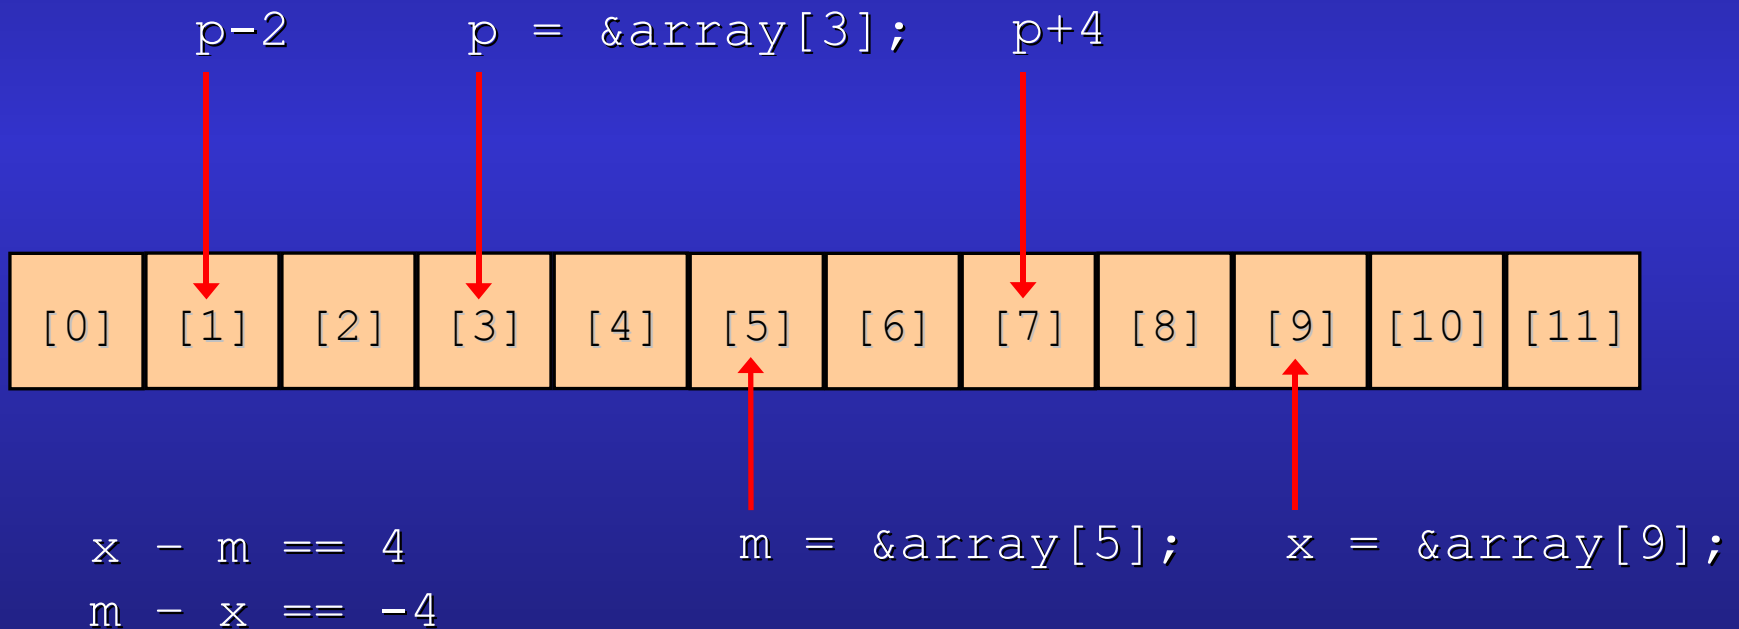 p-2 p = &array[3]; p+4
[0] [1] [2] [3] [4] [5] [6] [7] [8] [9] [10] [11]
x - m == 4 m = &array[5]; x = &array[9];
m - x == -4